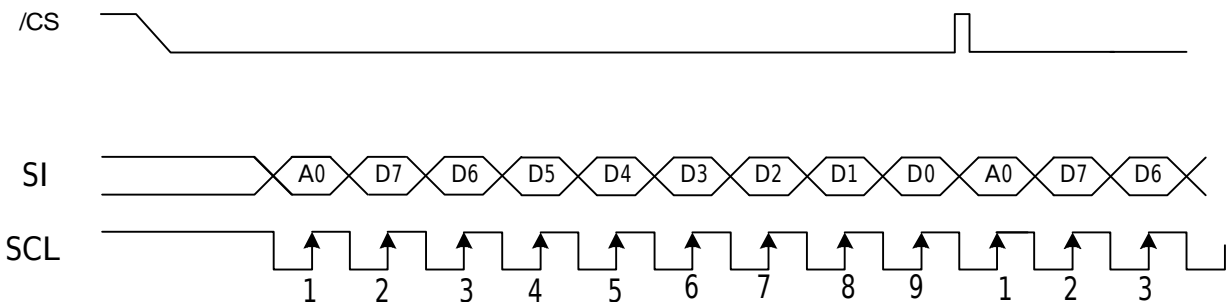 /CS
SI A0 D7 D6 D5 D4 D3 D2 D1 D0 A0 D7 D6
SCL
1 2 3 4 5 6 7 8 9 1 2 3